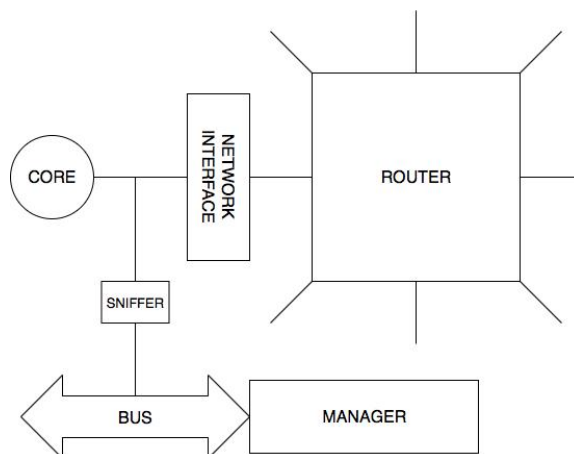 CORE
NETWORK
INTERFACE
ROUTER
SNIFFER
BUS
MANAGER